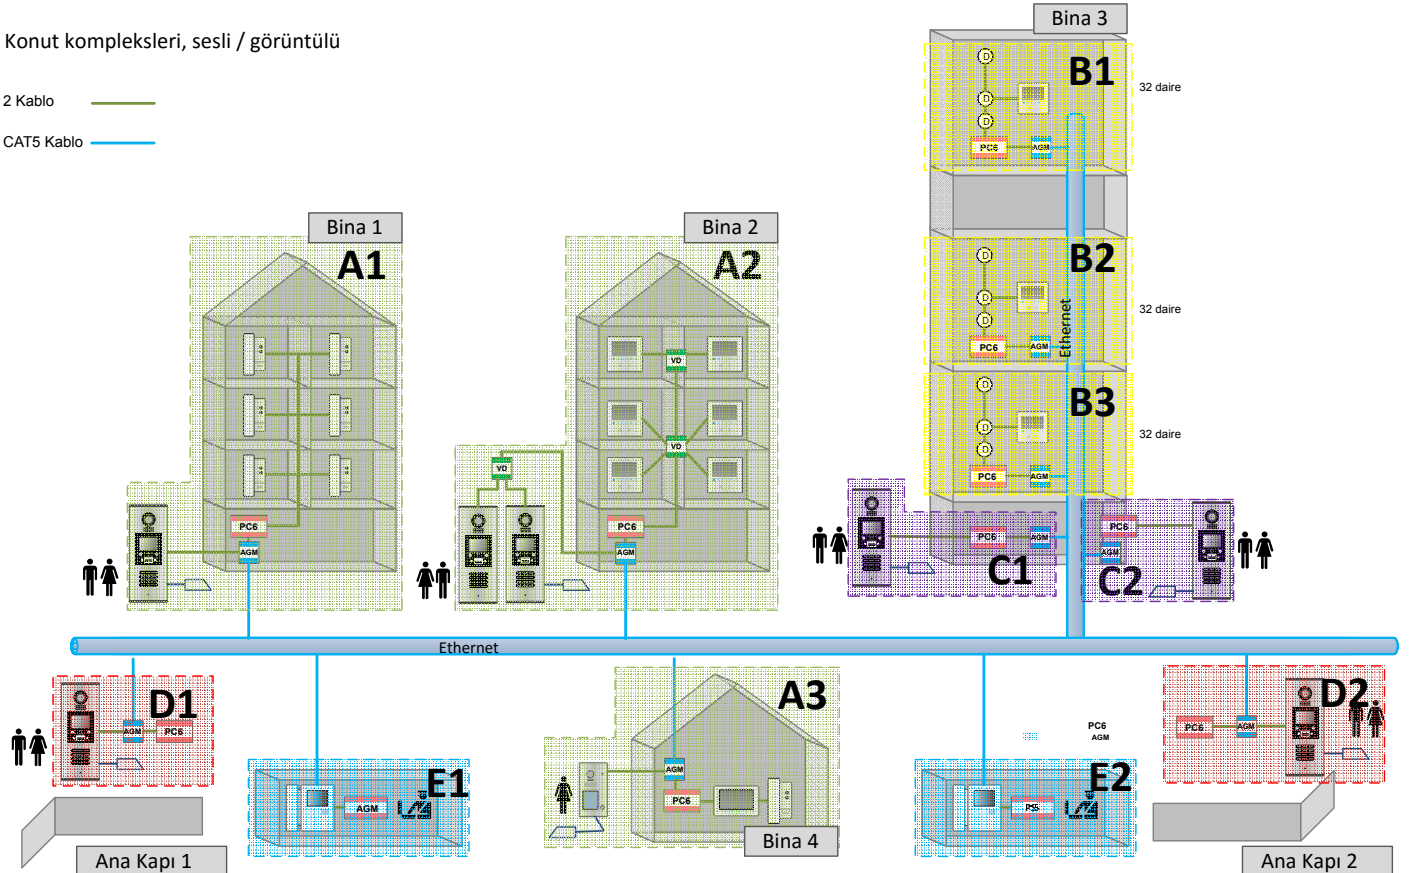 Bina 3
Konut kompleksleri, sesli / görüntülü
B1
D
32 daire
2 Kablo
D
CAT5 Kablo
D
PC6
AGM
Bina 1
Bina 2
A1
A2
B2
D
D
32 daire
D
Ethernet
PC6
AGM
VD
B3
D
D
32 daire
VD
D
VD
PC6
AGM
PC6
PC6
PC6
PC6
AGM
AGM
AGM
AGM
C1
C2
Ethernet
D1
A3
D2
AGM
PC6
PC6
AGM
PC6
AGM
AGM
E1
E2
PC6
AGM
Bina 4
Ana Kapı 1
Ana Kapı 2